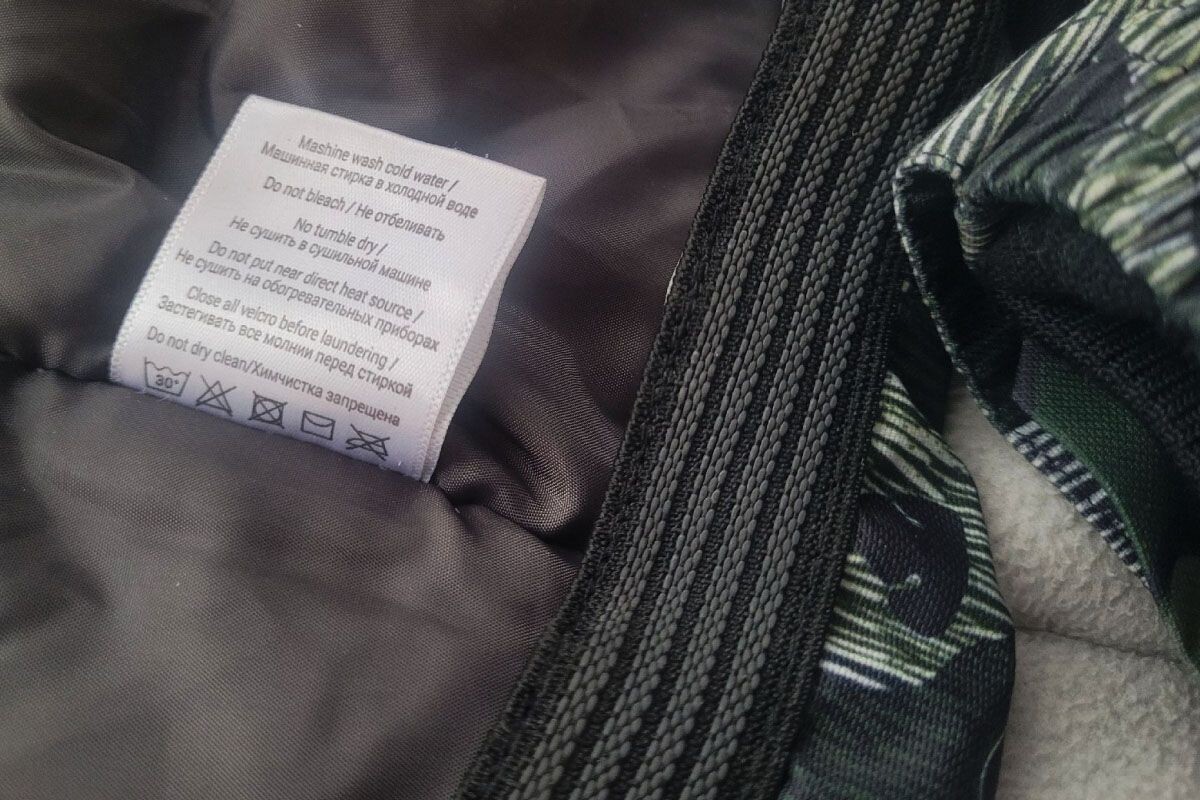 Mashine wash cold water /
Машинная стирка в холодной воде
Do not bleach / Не отбеливать
No tumble dry /
Не сушить в сушильной машине
Do not put near direct heat source /
Не сушить на обогревательных приборах
Close all velcro before laundering /
Застегивать все молнии перед стиркой
Do not dry clean/Химчистка запрещена
30°